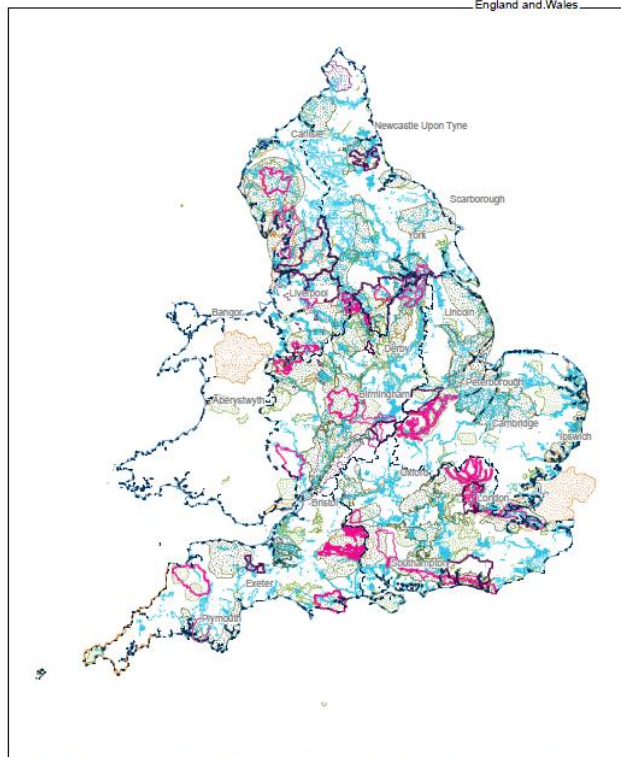 England and Wales
Newcastle Upon Tyne
Carlisle
Scarborough
York
Liverpool
Bangor
Lincoln
Derby
Peterborough
Birmingham
Aberystwyth
Cambridge
Ipswich
Oxford
London
Bristol
Southampton
Exeter
Plymouth